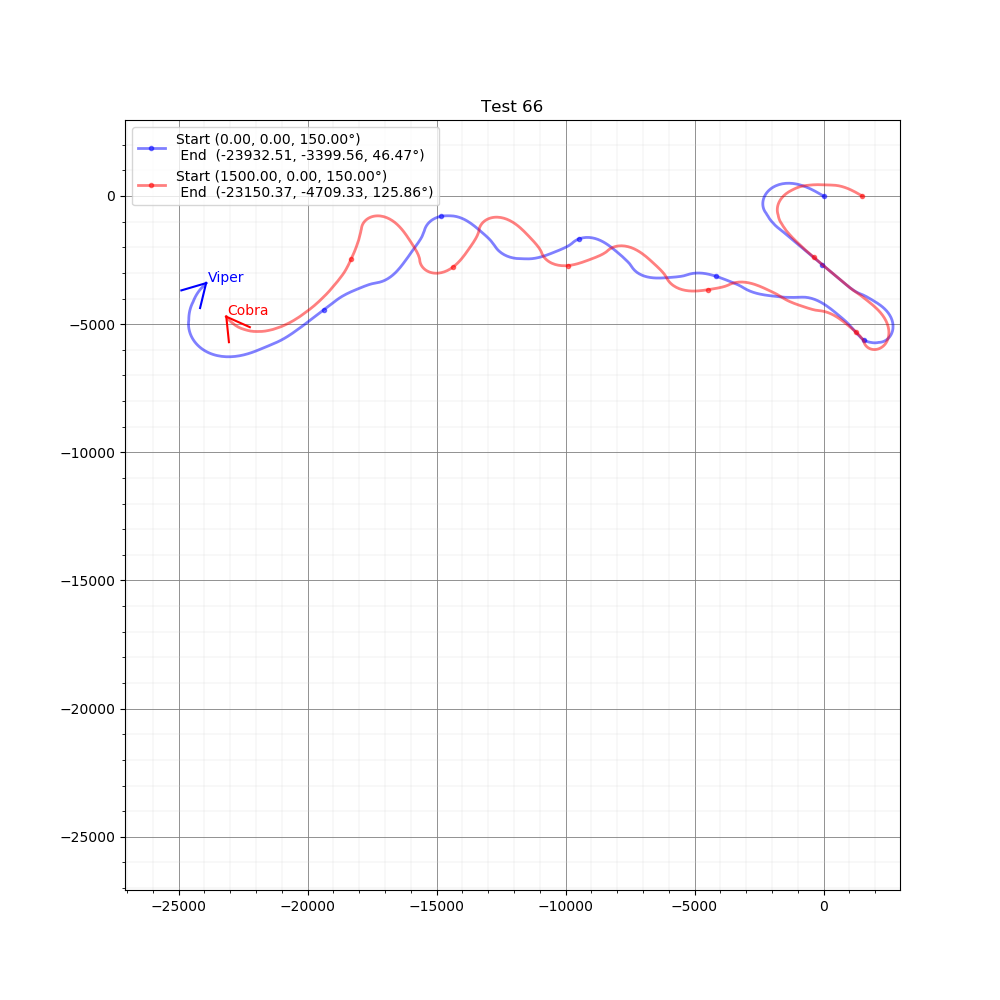 Test 66
Start (0.00, 0.00, 150.00°)
End  (-23932.51, -3399.56, 46.47°)
Start (1500.00, 0.00, 150.00°)
End  (-23150.37, -4709.33, 125.86°)
0
−5000
−10000
−15000
−20000
−25000
Viper
Cobra
−25000 −20000 −15000 −10000 −5000 0